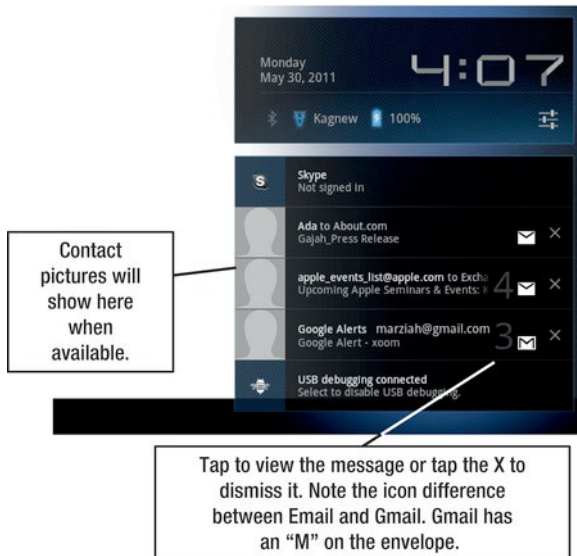 Monday
May 30, 2011
4:07
Kagnew 100%
Skype
Not signed in
Ada to About.com
Gajah_Press Release
apple_events_list@apple.com to Excha
Upcoming Apple Seminars & Events: K
4
Google Alerts marziah@gmail.com
Google Alert - xoom
3
USB debugging connected
Select to disable USB debugging.
Contact
pictures will
show here
when
available.
Tap to view the message or tap the X to
dismiss it. Note the icon difference
between Email and Gmail. Gmail has
an “M” on the envelope.